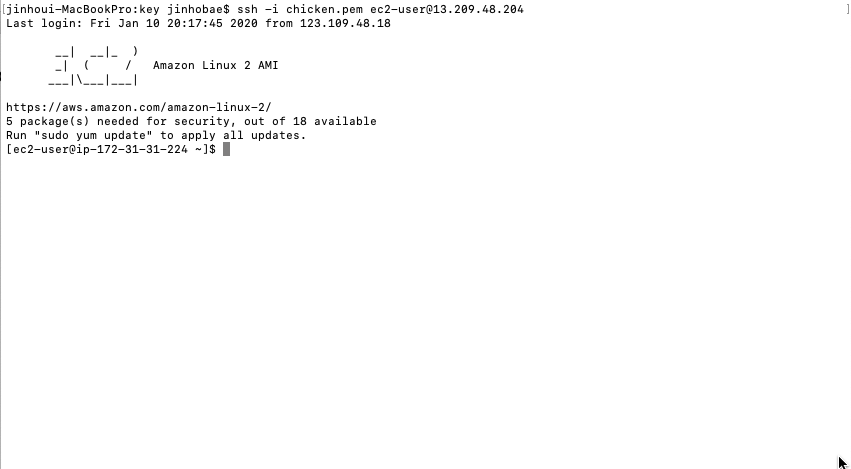 [jinhoui-MacBookPro:key jinhobae$ ssh -i chicken.pem ec2-user@13.209.48.204 ]
Last login: Fri Jan 10 20:17:45 2020 from 123.109.48.18

       __|  __|_  )
       _|  (     /   Amazon Linux 2 AMI
      ___|\___|___|

https://aws.amazon.com/amazon-linux-2/
5 package(s) needed for security, out of 18 available
Run "sudo yum update" to apply all updates.
[ec2-user@ip-172-31-31-224 ~]$